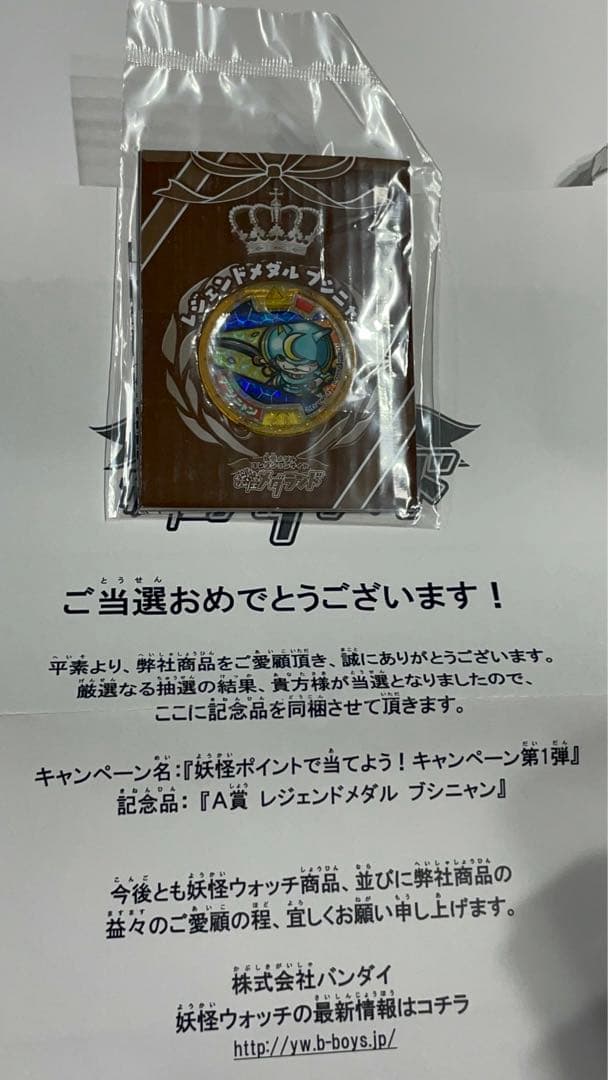 レジェンドメダル ブシニャン
ご当選おめでとうございます！
平素より、弊社商品をご愛顧頂き、誠にありがとうございます。
厳選なる抽選の結果、貴方様が当選となりましたので、
ここに記念品を同梱させて頂きます。
キャンペーン名：『妖怪ポイントで当てよう！キャンペーン第1弾』
記念品：『A賞 レジェンドメダル ブシニャン』
今後とも妖怪ウォッチ商品、並びに弊社商品の
益々のご愛顧の程、宜しくお願い申し上げます。
株式会社バンダイ
妖怪ウォッチの最新情報はコチラ
http://yw.b-boys.jp/